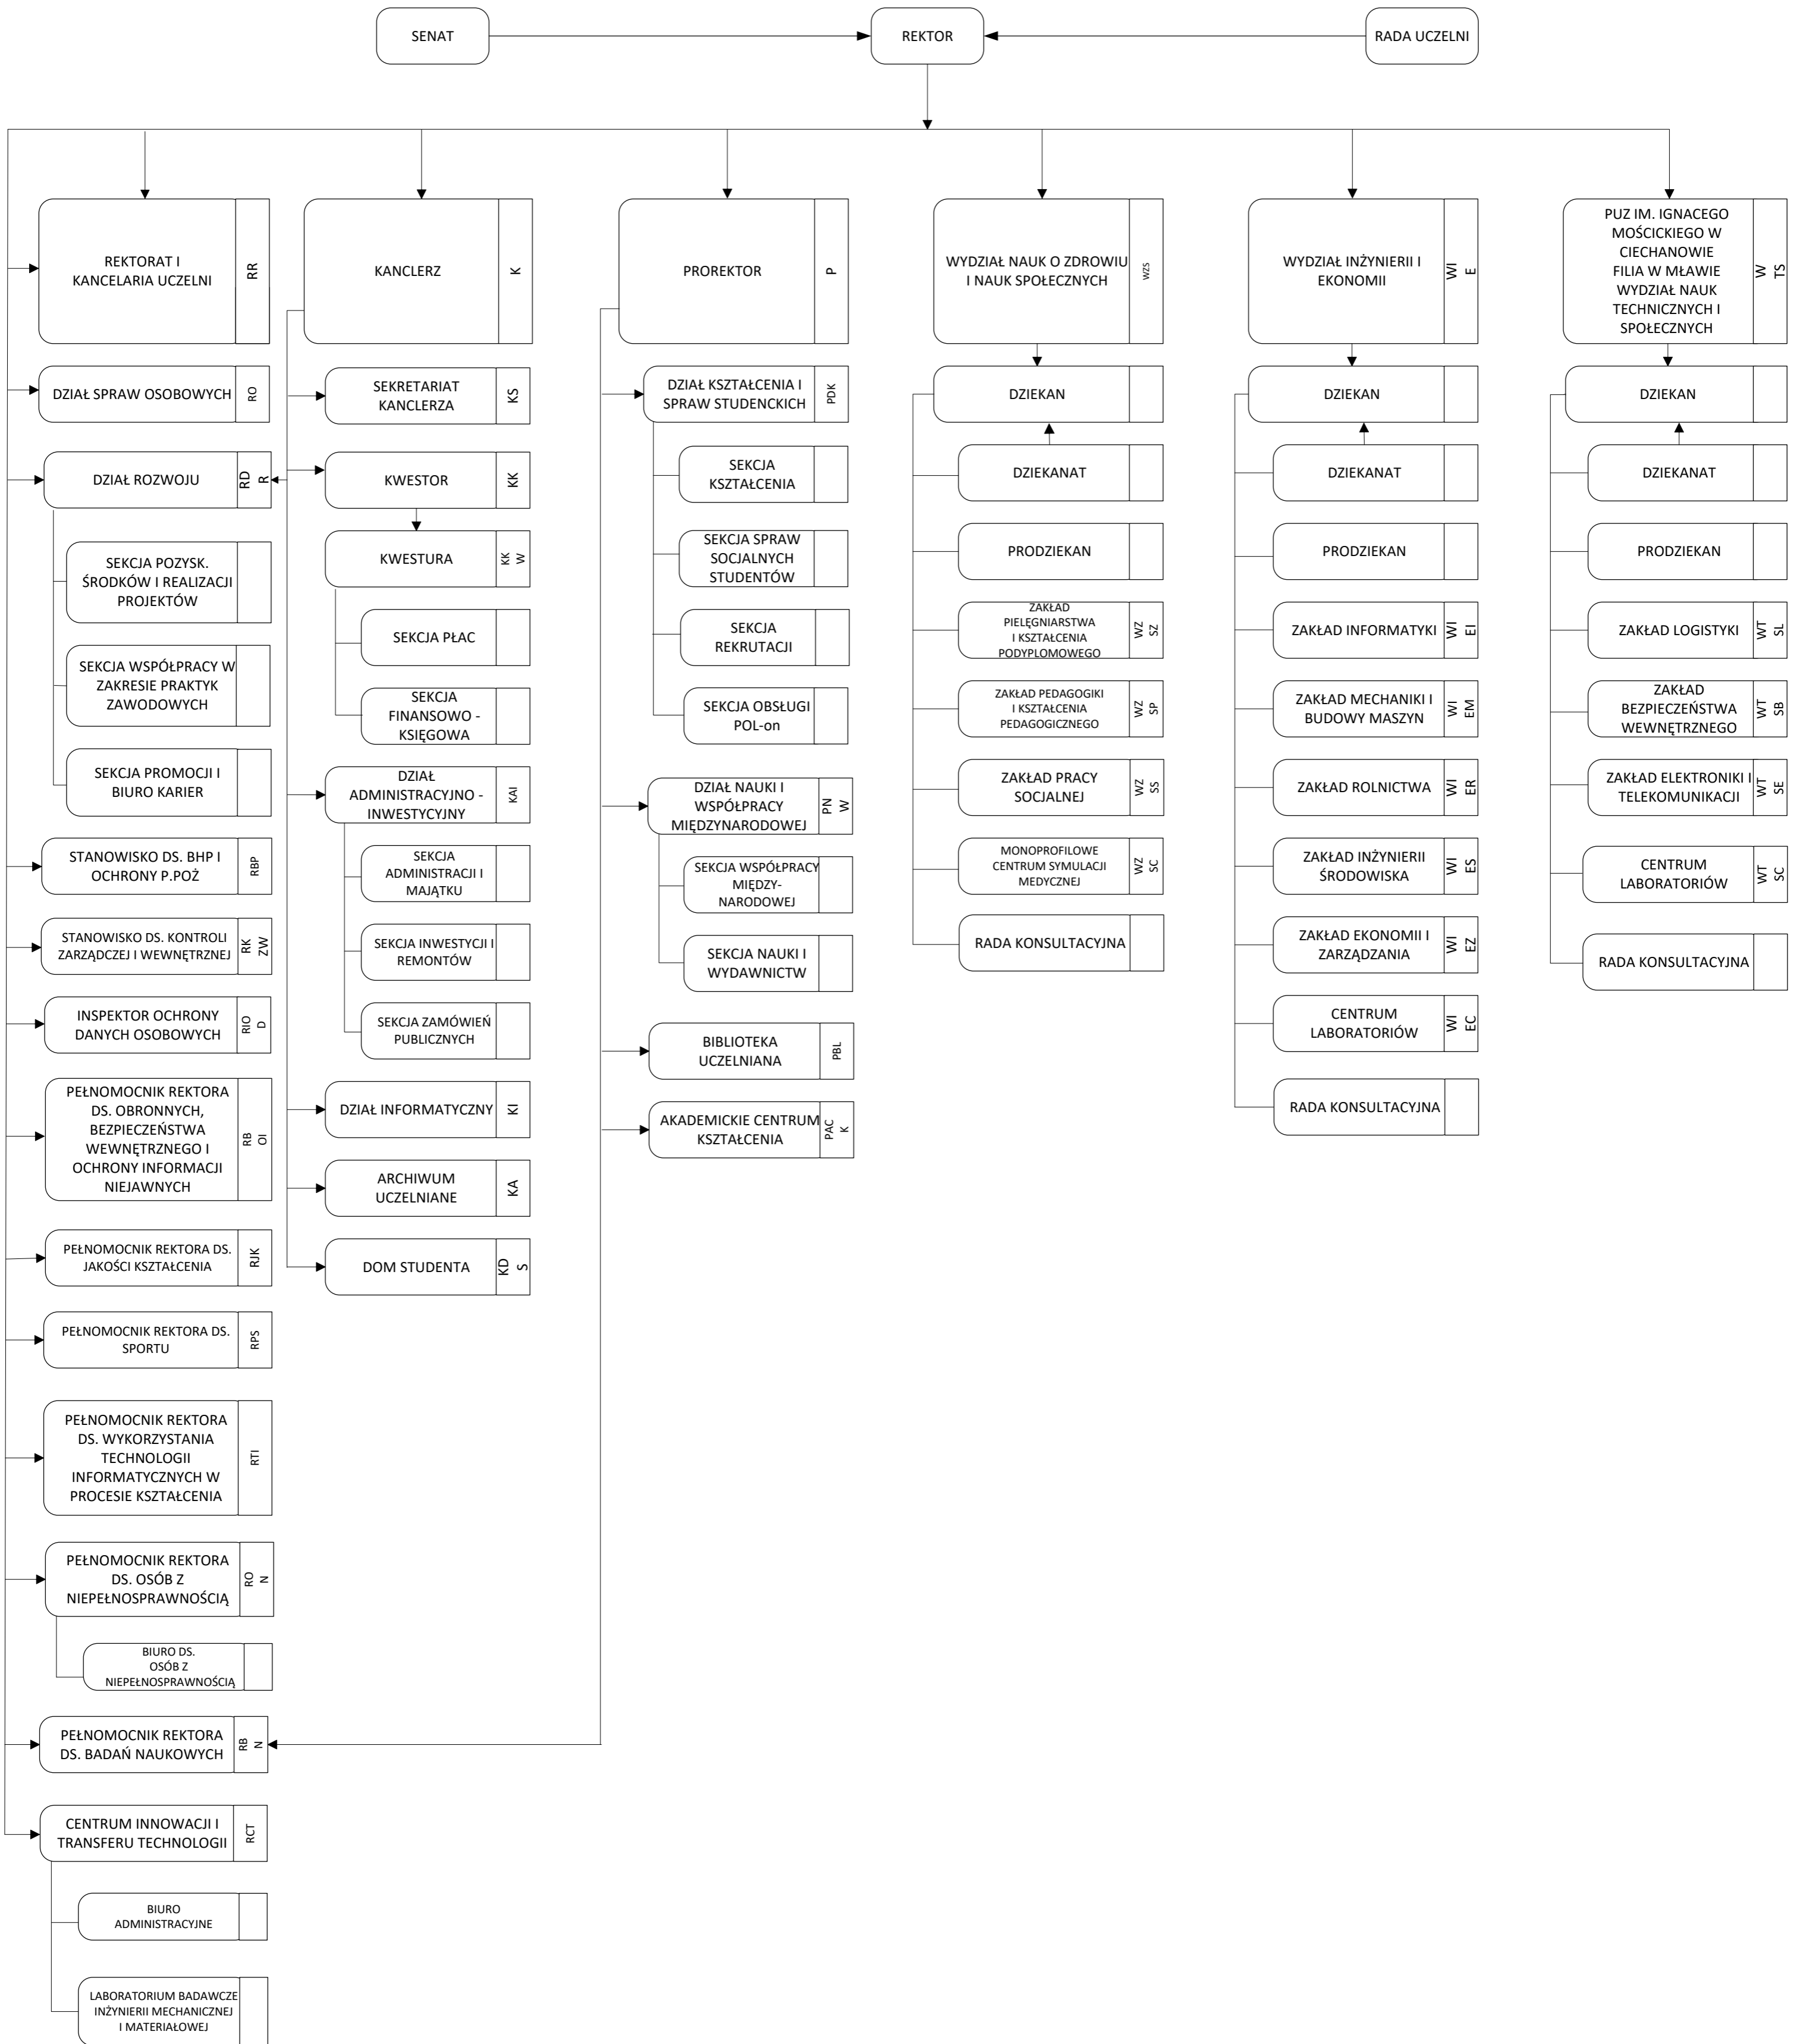 SENAT
REKTOR
RADA UCZELNI
REKTORAT I
KANCELARIA UCZELNI
RR
DZIAŁ SPRAW OSOBOWYCH
RO
DZIAŁ ROZWOJU
RD
R
SEKCJA POZYSK.
ŚRODKÓW I REALIZACJI
PROJEKTÓW
SEKCJA WSPÓŁPRACY W
ZAKRESIE PRAKTYK
ZAWODOWYCH
SEKCJA PROMOCJI I
BIURO KARIER
STANOWISKO DS. BHP I
OCHRONY P.POŻ
RBP
STANOWISKO DS. KONTROLI
ZARZĄDCZEJ I WEWNĘTRZNEJ
RK
ZW
INSPEKTOR OCHRONY
DANYCH OSOBOWYCH
RIO
D
PEŁNOMOCNIK REKTORA
DS. OBRONNYCH,
BEZPIECZEŃSTWA
WEWNĘTRZNEGO I
OCHRONY INFORMACJI
NIEJAWNYCH
RB
OI
PEŁNOMOCNIK REKTORA DS.
JAKOŚCI KSZTAŁCENIA
RJK
PEŁNOMOCNIK REKTORA DS.
SPORTU
RPS
PEŁNOMOCNIK REKTORA
DS. WYKORZYSTANIA
TECHNOLOGII
INFORMATYCZNYCH W
PROCESIE KSZTAŁCENIA
RTI
PEŁNOMOCNIK REKTORA
DS. OSÓB Z
NIEPEŁNOSPRAWNOŚCIĄ
RO
N
BIURO DS.
OSÓB Z
NIEPEŁNOSPRAWNOŚCIĄ
PEŁNOMOCNIK REKTORA
DS. BADAŃ NAUKOWYCH
RB
N
CENTRUM INNOWACJI I
TRANSFERU TECHNOLOGII
RCT
BIURO
ADMINISTRACYJNE
LABORATORIUM BADAWCZE
INŻYNIERII MECHANICZNEJ
I MATERIAŁOWEJ
KANCLERZ
K
SEKRETARIAT
KANCLERZA
KS
KWESTOR
KK
KWESTURA
KK
W
SEKCJA PŁAC
SEKCJA
FINANSOWO -
KSIĘGOWA
DZIAŁ
ADMINISTRACYJNO -
INWESTYCYJNY
KAI
SEKCJA
ADMINISTRACJI I
MAJĄTKU
SEKCJA INWESTYCJI I
REMONTÓW
SEKCJA ZAMÓWIEŃ
PUBLICZNYCH
DZIAŁ INFORMATYCZNY
KI
ARCHIWUM
UCZELNIANE
KA
DOM STUDENTA
KD
S
PROREKTOR
P
DZIAŁ KSZTAŁCENIA I
SPRAW STUDENCKICH
PDK
SEKCJA
KSZTAŁCENIA
SEKCJA SPRAW
SOCJALNYCH
STUDENTÓW
SEKCJA
REKRUTACJI
SEKCJA OBSŁUGI
POL-on
DZIAŁ NAUKI I
WSPÓŁPRACY
MIĘDZYNARODOWEJ
PN
W
SEKCJA WSPÓŁPRACY
MIĘDZY-
NARODOWEJ
SEKCJA NAUKI I
WYDAWNICTW
BIBLIOTEKA
UCZELNIANA
PBL
AKADEMICKIE CENTRUM
KSZTAŁCENIA
PAC
K
WYDZIAŁ NAUK O ZDROWIU
I NAUK SPOŁECZNYCH
WZS
DZIEKAN
DZIEKANAT
PRODZIEKAN
ZAKŁAD
PIELĘGNIARSTWA
I KSZTAŁCENIA
PODYPLOMOWEGO
WZ
SZ
ZAKŁAD PEDAGOGIKI
I KSZTAŁCENIA
PEDAGOGICZNEGO
WZ
SP
ZAKŁAD PRACY
SOCJALNEJ
WZ
SS
MONOPROFILOWE
CENTRUM SYMULACJI
MEDYCZNEJ
WZ
SC
RADA KONSULTACYJNA
WYDZIAŁ INŻYNIERII I
EKONOMII
WI
E
DZIEKAN
DZIEKANAT
PRODZIEKAN
ZAKŁAD INFORMATYKI
WI
EI
ZAKŁAD MECHANIKI I
BUDOWY MASZYN
WI
EM
ZAKŁAD ROLNICTWA
WI
ER
ZAKŁAD INŻYNIERII
ŚRODOWISKA
WI
ES
ZAKŁAD EKONOMII I
ZARZĄDZANIA
WI
EZ
CENTRUM
LABORATORIÓW
WI
EC
RADA KONSULTACYJNA
PUZ IM. IGNACEGO
MOŚCICKIEGO W
CIECHANOWIE
FILIA W MŁAWIE
WYDZIAŁ NAUK
TECHNICZNYCH I
SPOŁECZNYCH
W
TS
DZIEKAN
DZIEKANAT
PRODZIEKAN
ZAKŁAD LOGISTYKI
WT
SL
ZAKŁAD
BEZPIECZEŃSTWA
WEWNĘTRZNEGO
WT
SB
ZAKŁAD ELEKTRONIKI I
TELEKOMUNIKACJI
WT
SE
CENTRUM
LABORATORIÓW
WT
SC
RADA KONSULTACYJNA